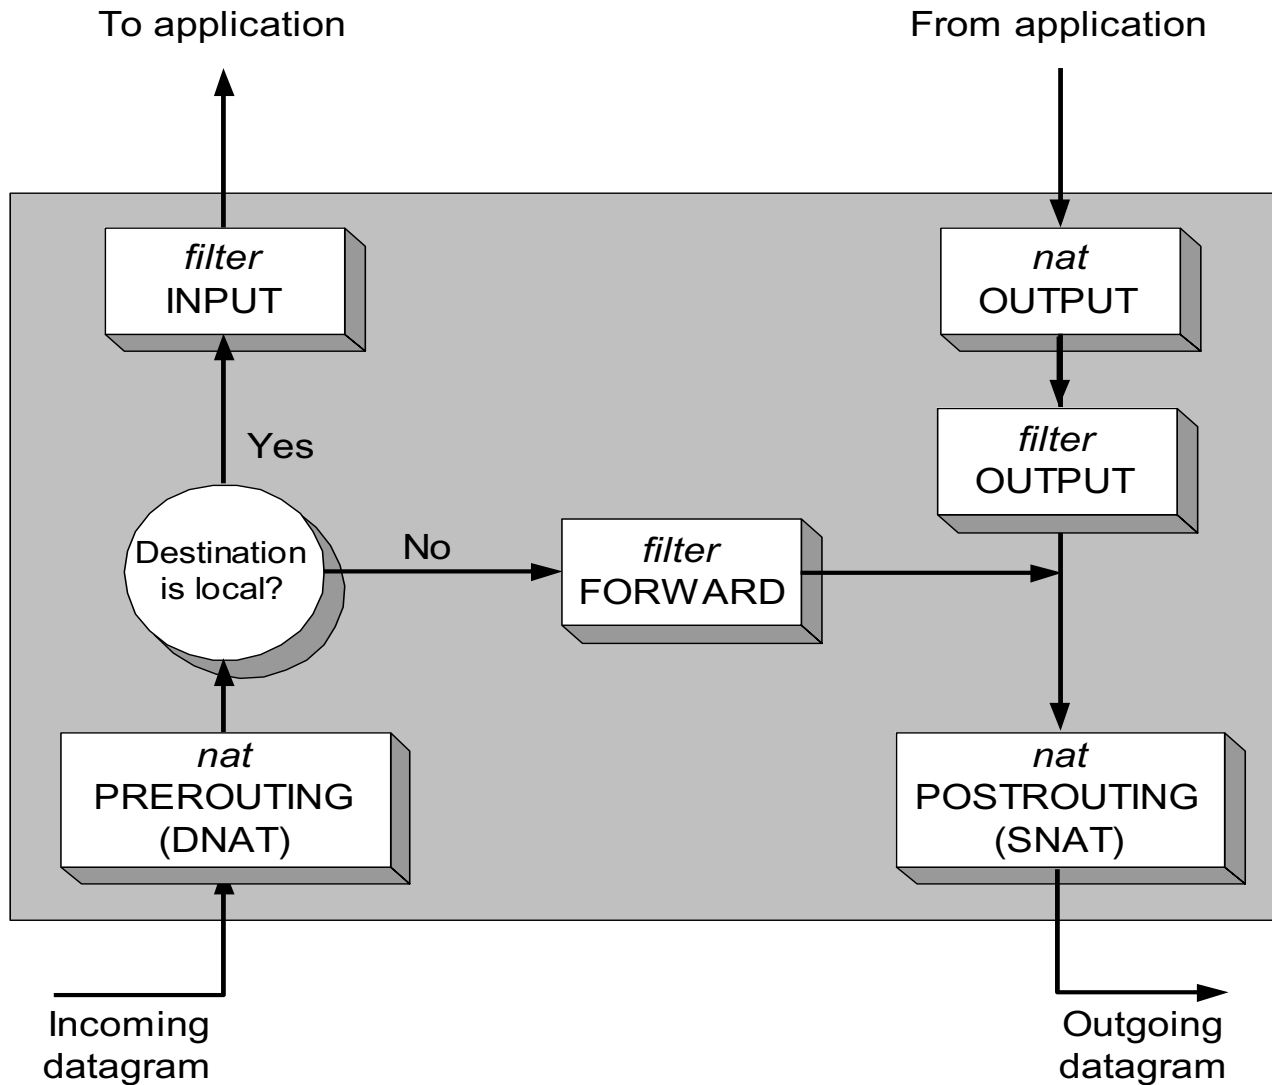 To application
From application
filter
INPUT
nat
OUTPUT
Yes
filter
OUTPUT
Destination
is local?
No
filter
FORWARD
nat
PREROUTING
(DNAT)
nat
POSTROUTING
(SNAT)
Incoming
datagram
Outgoing
datagram